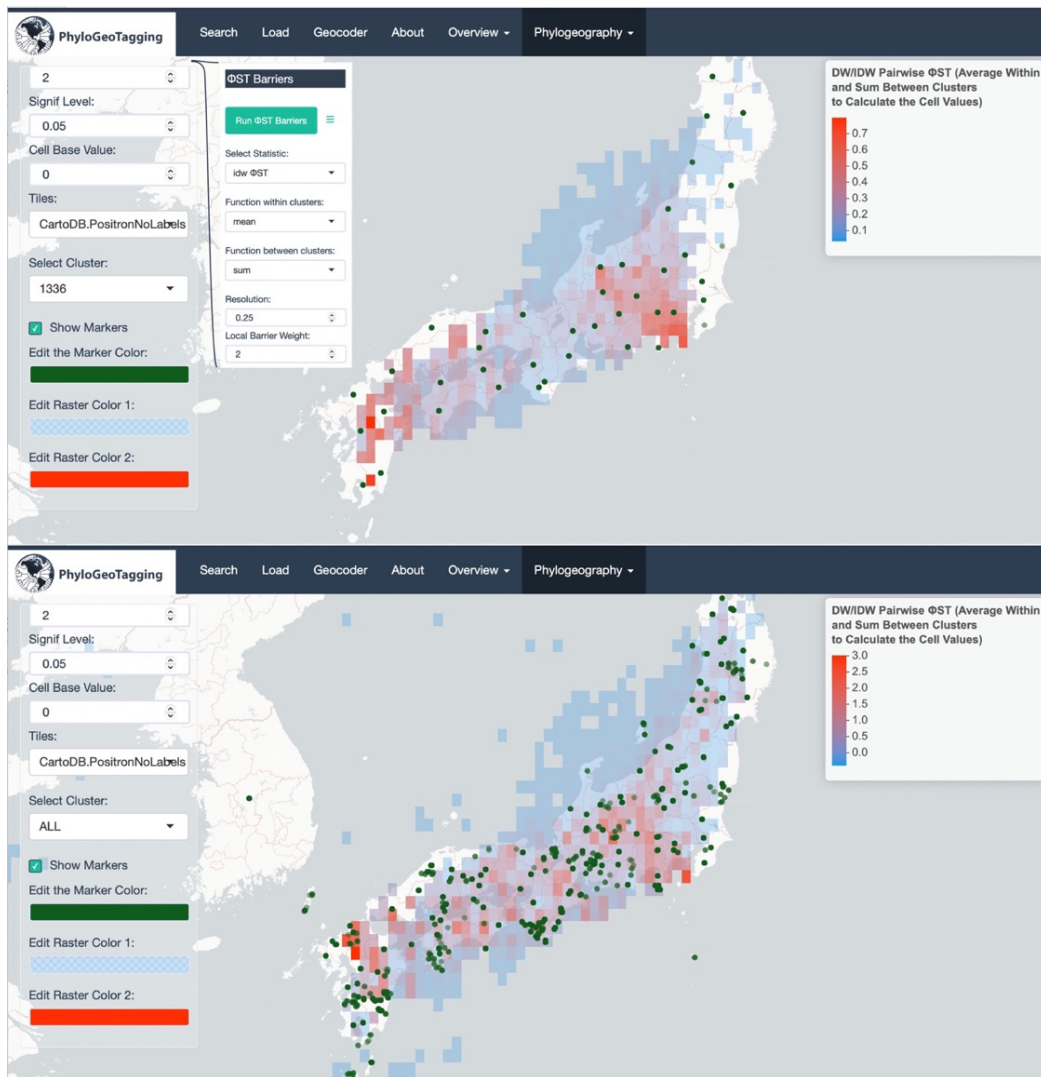 PhyloGeoTagging
Search Load Geocoder About Overview Phylogeography
2
Signif Level:
0.05
Cell Base Value:
0
Tiles:
CartoDB.PositronNoLabels
Select Cluster:
1336
Show Markers
Edit the Marker Color:
Edit Raster Color 1:
Edit Raster Color 2:
ΦST Barriers
Run ΦST Barriers
Select Statistic:
idw ΦST
Function within clusters:
mean
Function between clusters:
sum
Resolution:
0.25
Local Barrier Weight:
2
DW/IDW Pairwise ΦST (Average Within
and Sum Between Clusters
to Calculate the Cell Values)
0.7
0.6
0.5
0.4
0.3
0.2
0.1
PhyloGeoTagging
Search Load Geocoder About Overview Phylogeography
2
Signif Level:
0.05
Cell Base Value:
0
Tiles:
CartoDB.PositronNoLabels
Select Cluster:
ALL
Show Markers
Edit the Marker Color:
Edit Raster Color 1:
Edit Raster Color 2:
DW/IDW Pairwise ΦST (Average Within
and Sum Between Clusters
to Calculate the Cell Values)
3.0
2.5
2.0
1.5
1.0
0.5
0.0